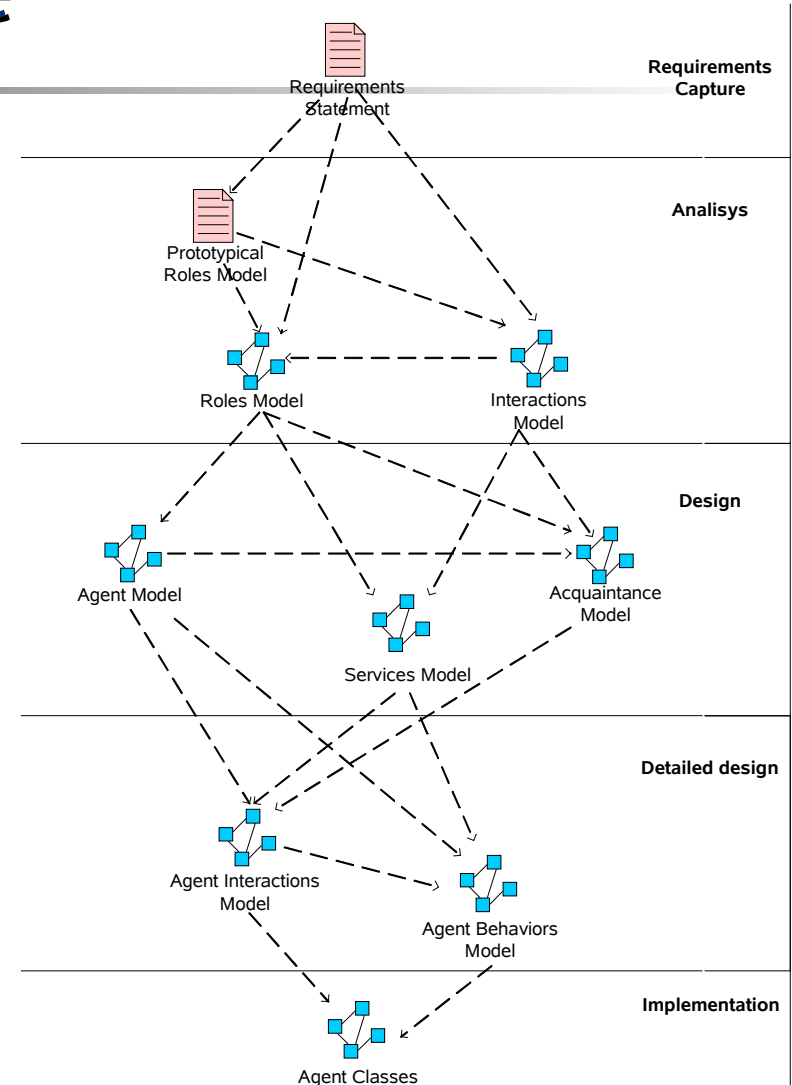 Requirements
Capture
Requirements
Statement
Analisys
Prototypical
Roles Model
Roles Model
Interactions
Model
Design
Agent Model
Acquaintance
Model
Services Model
Detailed design
Agent Interactions
Model
Agent Behaviors
Model
Implementation
Agent Classes